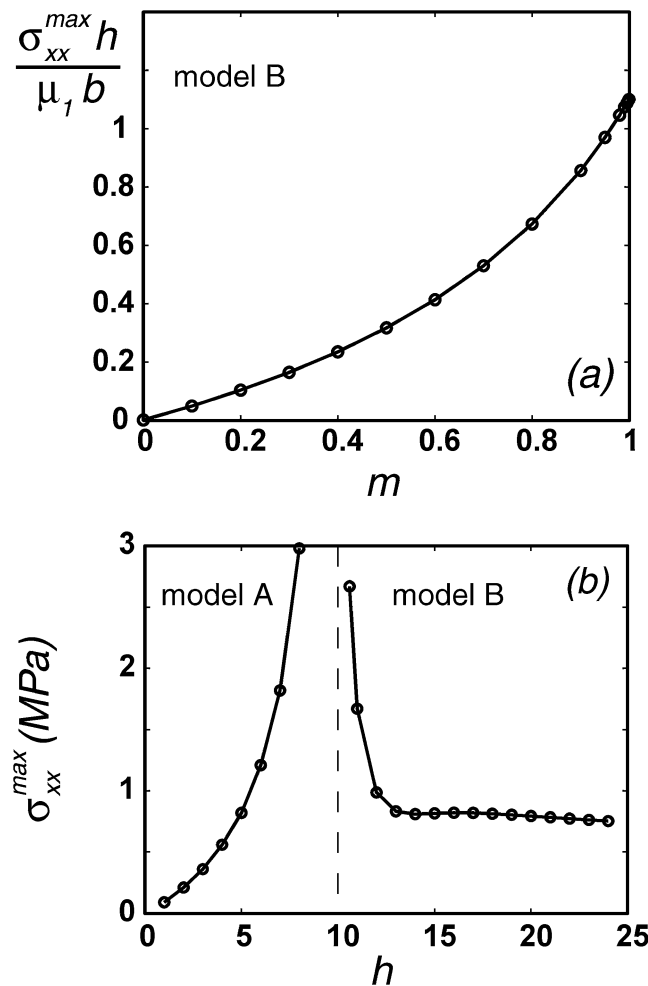 σxx^max h
μ1 b
model B
1
0.8
0.6
0.4
0.2
0
(a)
0 0.2 0.4 0.6 0.8 1
m
3
model A model B (b)
2
σxx^max (MPa)
1
0
0 5 10 15 20 25
h